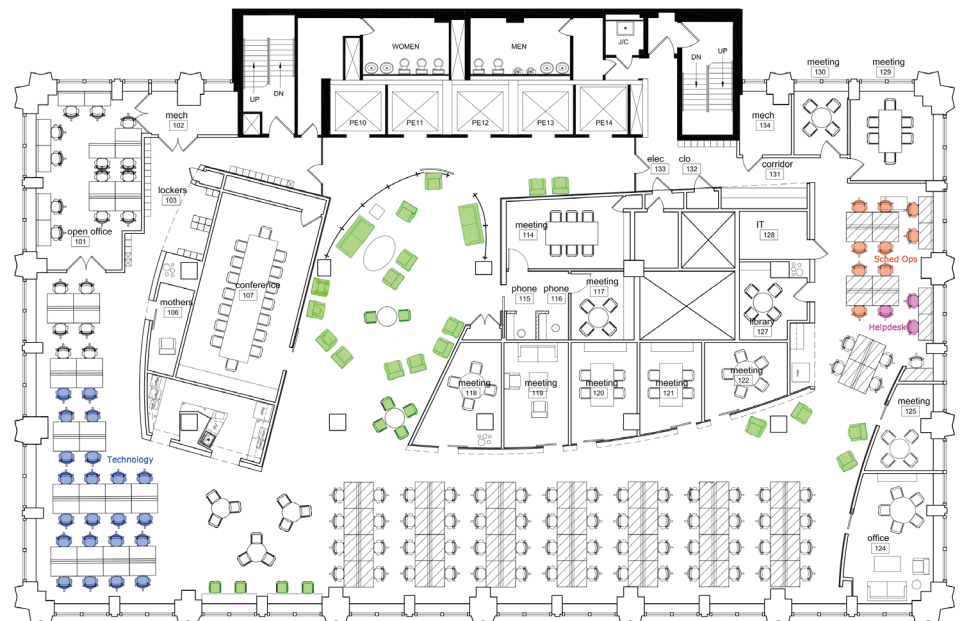 WOMEN
MEN
J/C
UP
DN
DN
UP
PE10
PE11
PE12
PE13
PE14
meeting
130
meeting
129
mech
102
mech
134
elec
133
clo
132
corridor
131
lockers
103
open office
101
meeting
114
IT
128
Sched Ops
conference
107
mothers
106
phone
115
phone
116
meeting
117
library
127
Helpdesk
meeting
118
meeting
119
meeting
120
meeting
121
meeting
122
meeting
125
Technology
office
124